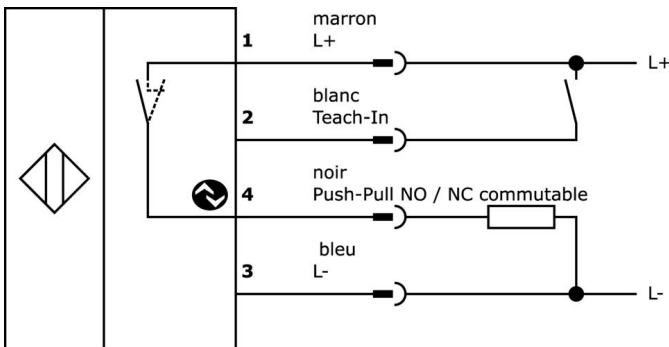 marron
1 L+
L+
blanc
2 Teach-In
noir
4 Push-Pull NO / NC commutable
bleu
3 L-
L-